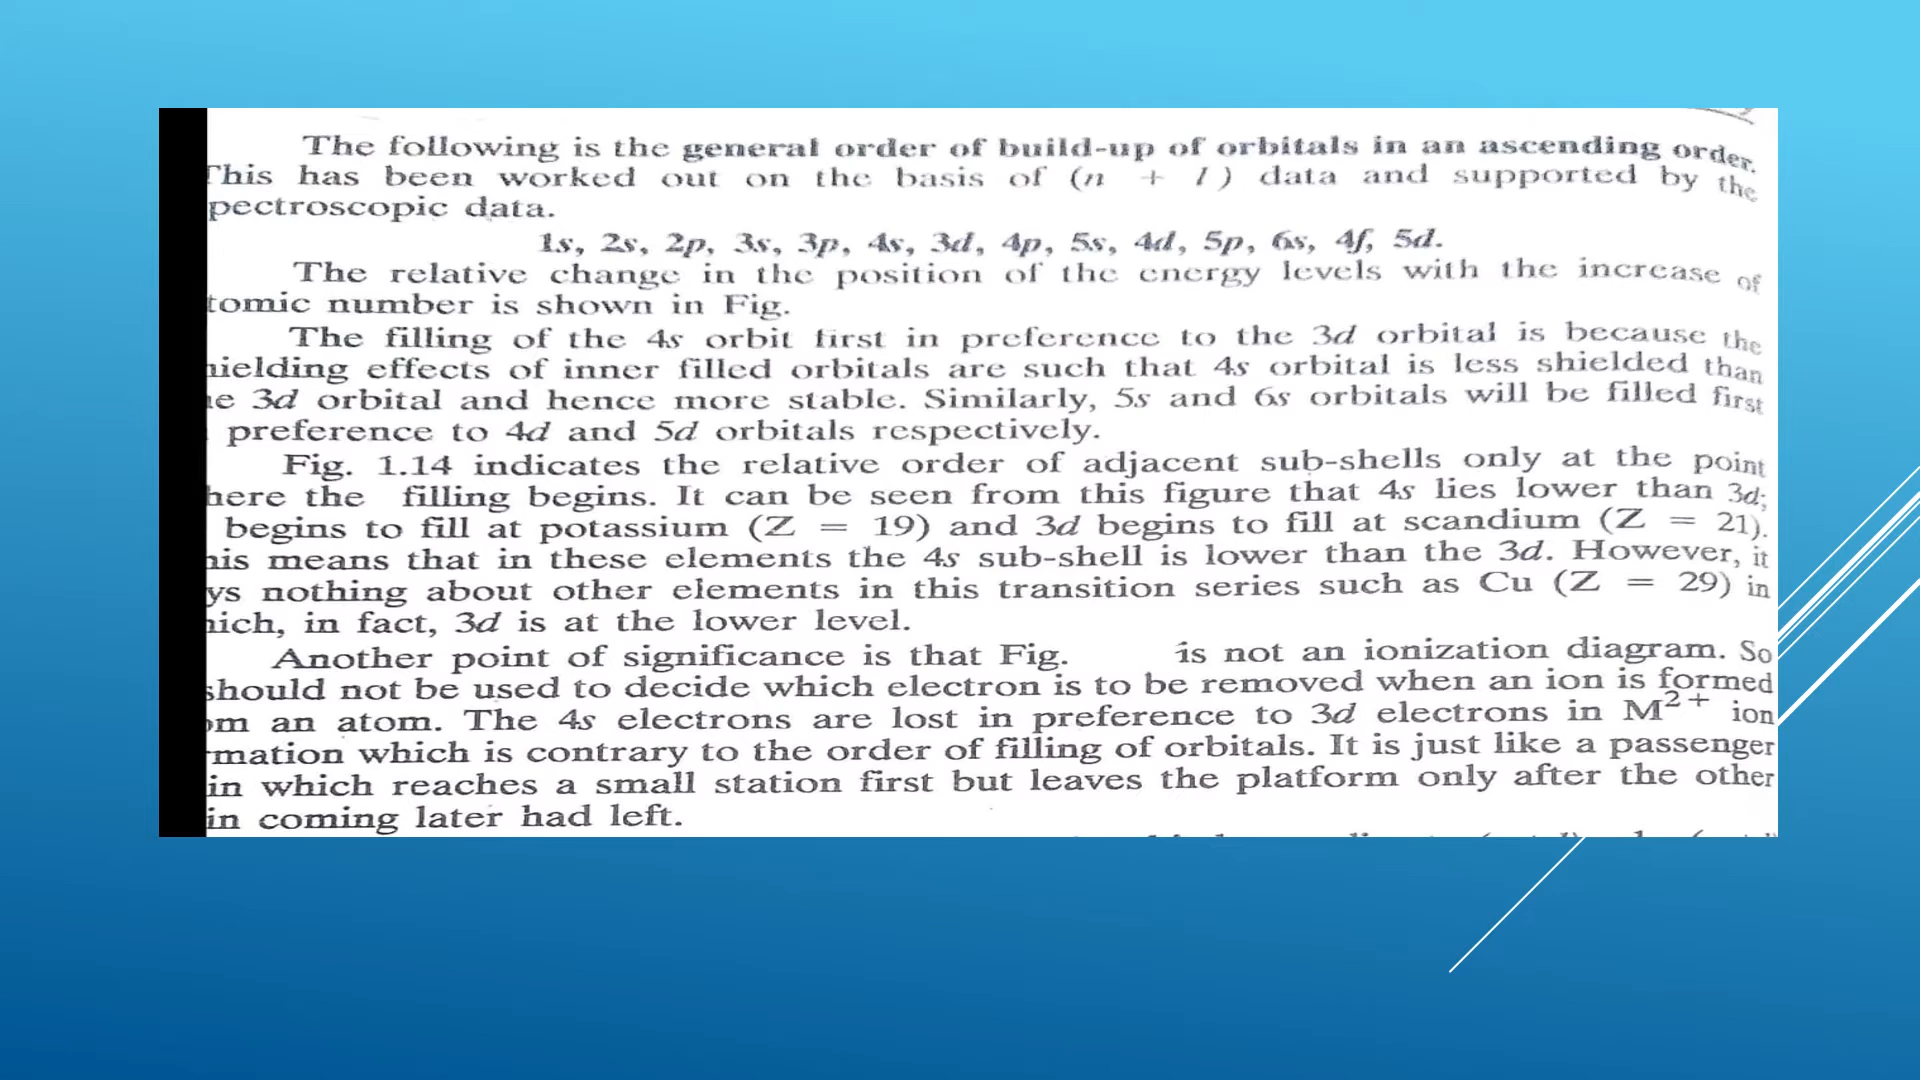 The following is the general order of build-up of orbitals in an ascending order.
This has been worked out on the basis of (n + l) data and supported by the
pectroscopic data.
1s, 2s, 2p, 3s, 3p, 4s, 3d, 4p, 5s, 4d, 5p, 6s, 4f, 5d.
The relative change in the position of the energy levels with the increase of
tomic number is shown in Fig.
The filling of the 4s orbit first in preference to the 3d orbital is because the
hielding effects of inner filled orbitals are such that 4s orbital is less shielded than
e 3d orbital and hence more stable. Similarly, 5s and 6s orbitals will be filled first
preference to 4d and 5d orbitals respectively.
Fig. 1.14 indicates the relative order of adjacent sub-shells only at the point
here the filling begins. It can be seen from this figure that 4s lies lower than 3d;
begins to fill at potassium (Z = 19) and 3d begins to fill at scandium (Z = 21).
his means that in these elements the 4s sub-shell is lower than the 3d. However, it
ys nothing about other elements in this transition series such as Cu (Z = 29) in
hich, in fact, 3d is at the lower level.
Another point of significance is that Fig. is not an ionization diagram. So
should not be used to decide which electron is to be removed when an ion is formed
om an atom. The 4s electrons are lost in preference to 3d electrons in M²⁺ ion
rmation which is contrary to the order of filling of orbitals. It is just like a passenger
in which reaches a small station first but leaves the platform only after the other
in coming later had left.